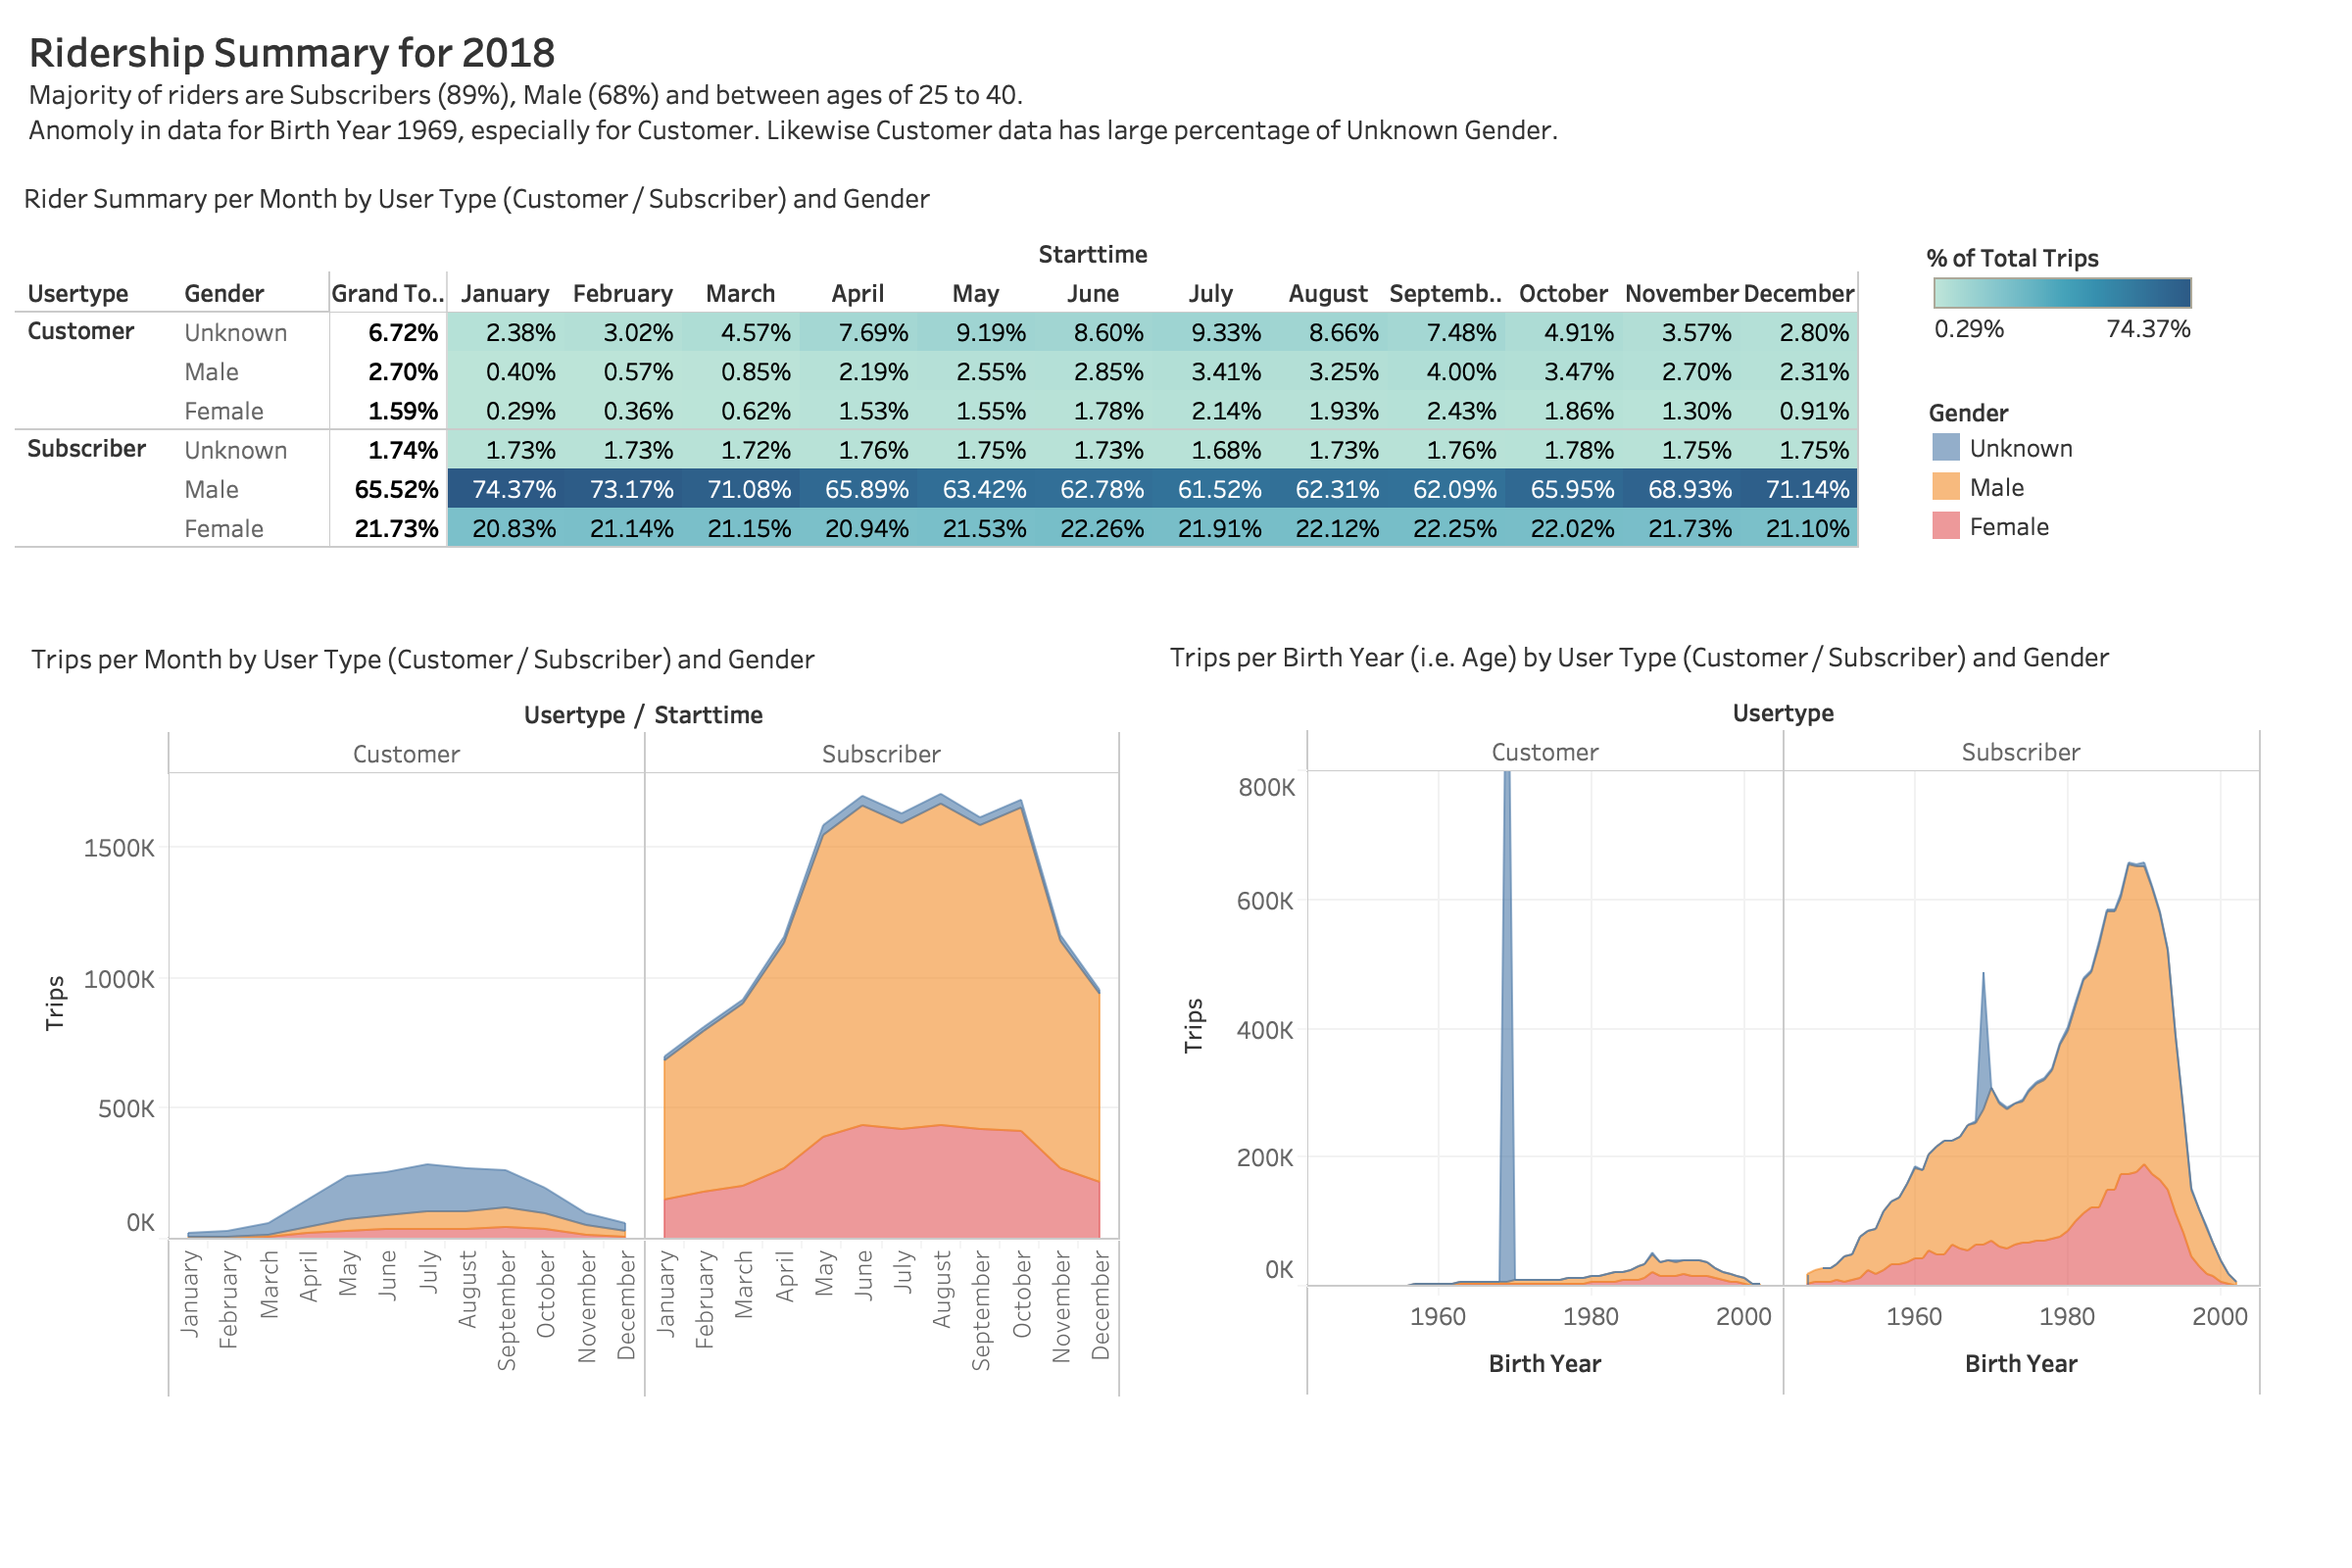 Ridership Summary for 2018
Majority of riders are Subscribers (89%), Male (68%) and between ages of 25 to 40.
Anomoly in data for Birth Year 1969, especially for Customer. Likewise Customer data has large percentage of Unknown Gender.
Rider Summary per Month by User Type (Customer / Subscriber) and Gender
Starttime
Usertype Gender Grand To.. January February March April May June July August Septemb.. October November December
Customer Unknown 6.72% 2.38% 3.02% 4.57% 7.69% 9.19% 8.60% 9.33% 8.66% 7.48% 4.91% 3.57% 2.80%
Male 2.70% 0.40% 0.57% 0.85% 2.19% 2.55% 2.85% 3.41% 3.25% 4.00% 3.47% 2.70% 2.31%
Female 1.59% 0.29% 0.36% 0.62% 1.53% 1.55% 1.78% 2.14% 1.93% 2.43% 1.86% 1.30% 0.91%
Subscriber Unknown 1.74% 1.73% 1.73% 1.72% 1.76% 1.75% 1.73% 1.68% 1.73% 1.76% 1.78% 1.75% 1.75%
Male 65.52% 74.37% 73.17% 71.08% 65.89% 63.42% 62.78% 61.52% 62.31% 62.09% 65.95% 68.93% 71.14%
Female 21.73% 20.83% 21.14% 21.15% 20.94% 21.53% 22.26% 21.91% 22.12% 22.25% 22.02% 21.73% 21.10%
% of Total Trips
0.29% 74.37%
Gender
Unknown
Male
Female
Trips per Month by User Type (Customer / Subscriber) and Gender
Usertype / Starttime
Customer Subscriber
1500K
1000K
500K
0K
Trips
January February March April May June July August September October November December
January February March April May June July August September October November December
Trips per Birth Year (i.e. Age) by User Type (Customer / Subscriber) and Gender
Usertype
Customer Subscriber
800K
600K
400K
200K
0K
Trips
1960 1980 2000 1960 1980 2000
Birth Year Birth Year